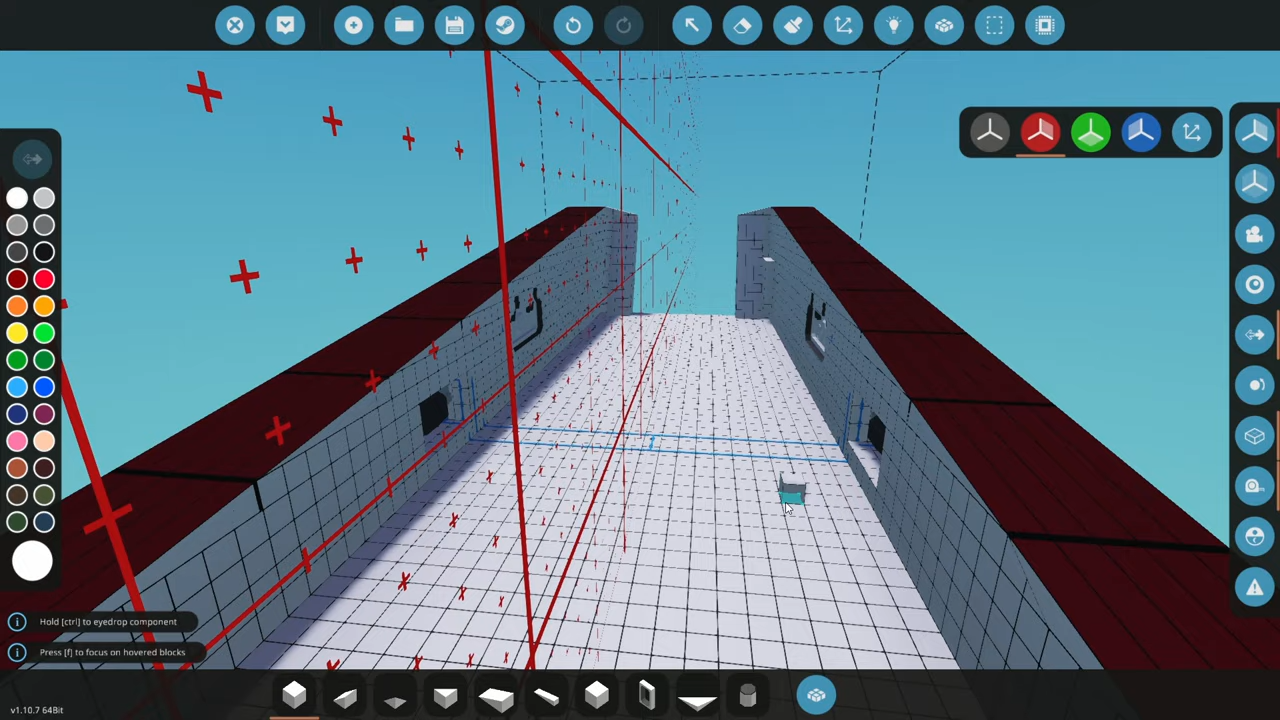 Hold [ctrl] to eyedrop component
Press [f] to focus on hovered blocks
v1.10.7 64Bit